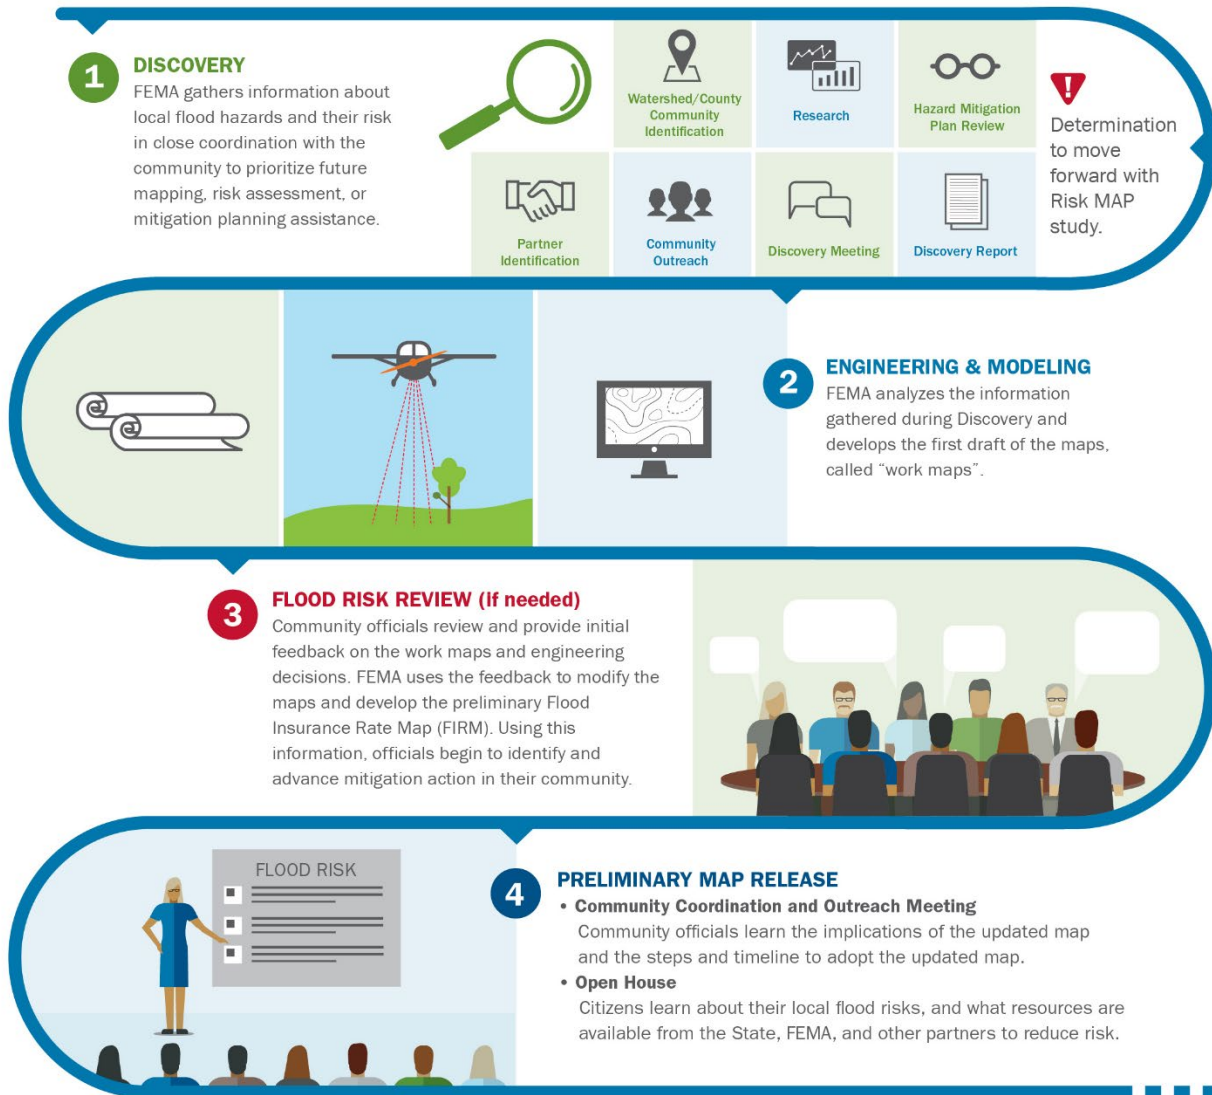 1
DISCOVERY
FEMA gathers information about
local flood hazards and their risk
in close coordination with the
community to prioritize future
mapping, risk assessment, or
mitigation planning assistance.
Watershed/County
Community
Identification
Research
Hazard Mitigation
Plan Review
Partner
Identification
Community
Outreach
Discovery Meeting
Discovery Report
!
Determination
to move
forward with
Risk MAP
study.
2
ENGINEERING & MODELING
FEMA analyzes the information
gathered during Discovery and
develops the first draft of the maps,
called “work maps”.
3
FLOOD RISK REVIEW (if needed)
Community officials review and provide initial
feedback on the work maps and engineering
decisions. FEMA uses the feedback to modify the
maps and develop the preliminary Flood
Insurance Rate Map (FIRM). Using this
information, officials begin to identify and
advance mitigation action in their community.
FLOOD RISK
4
PRELIMINARY MAP RELEASE
• Community Coordination and Outreach Meeting
Community officials learn the implications of the updated map
and the steps and timeline to adopt the updated map.
• Open House
Citizens learn about their local flood risks, and what resources are
available from the State, FEMA, and other partners to reduce risk.